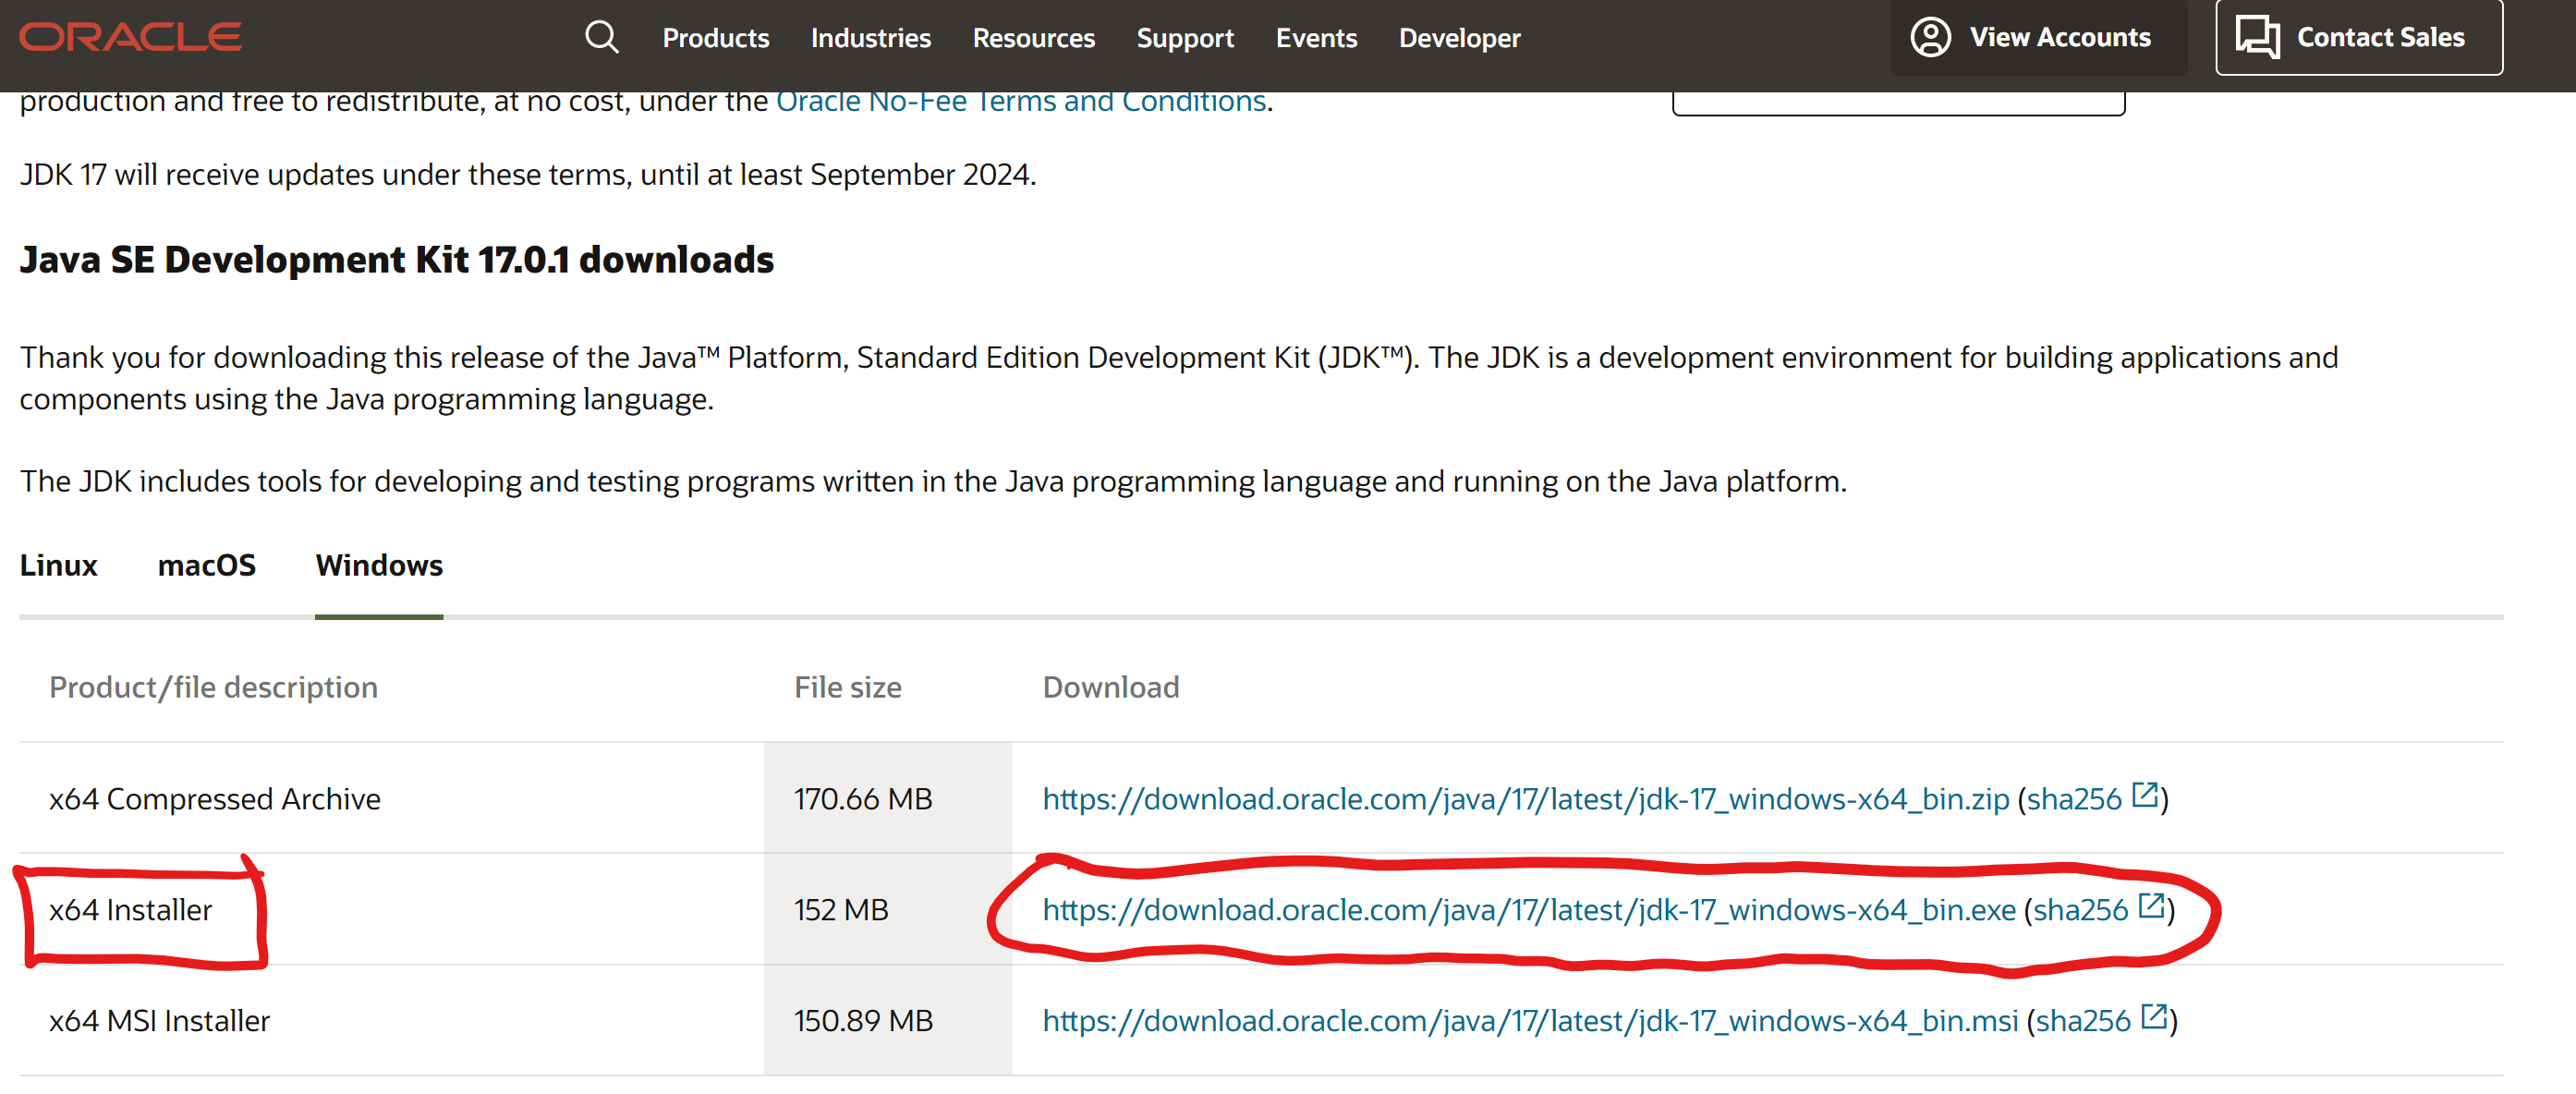 ORACLE
Products Industries Resources Support Events Developer
View Accounts
Contact Sales
production and free to redistribute, at no cost, under the Oracle No-Fee Terms and Conditions.
JDK 17 will receive updates under these terms, until at least September 2024.
Java SE Development Kit 17.0.1 downloads
Thank you for downloading this release of the Java™ Platform, Standard Edition Development Kit (JDK™). The JDK is a development environment for building applications and
components using the Java programming language.
The JDK includes tools for developing and testing programs written in the Java programming language and running on the Java platform.
Linux macOS Windows
Product/file description File size Download
x64 Compressed Archive 170.66 MB https://download.oracle.com/java/17/latest/jdk-17_windows-x64_bin.zip (sha256)
x64 Installer 152 MB https://download.oracle.com/java/17/latest/jdk-17_windows-x64_bin.exe (sha256)
x64 MSI Installer 150.89 MB https://download.oracle.com/java/17/latest/jdk-17_windows-x64_bin.msi (sha256)